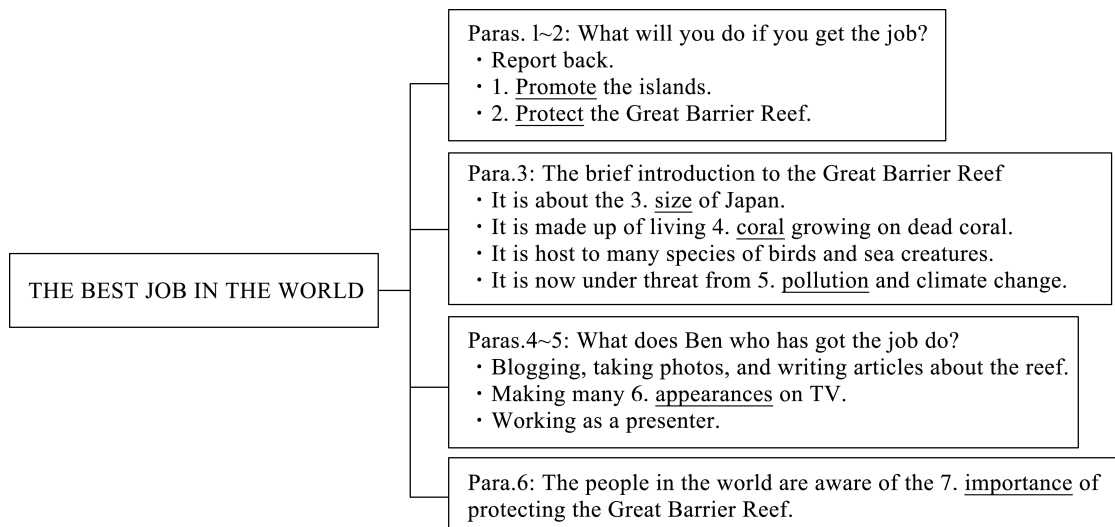 THE BEST JOB IN THE WORLD
Paras. l~2: What will you do if you get the job?
· Report back.
· 1. Promote the islands.
· 2. Protect the Great Barrier Reef.
Para.3: The brief introduction to the Great Barrier Reef
· It is about the 3. size of Japan.
· It is made up of living 4. coral growing on dead coral.
· It is host to many species of birds and sea creatures.
· It is now under threat from 5. pollution and climate change.
Paras.4~5: What does Ben who has got the job do?
· Blogging, taking photos, and writing articles about the reef.
· Making many 6. appearances on TV.
· Working as a presenter.
Para.6: The people in the world are aware of the 7. importance of
protecting the Great Barrier Reef.